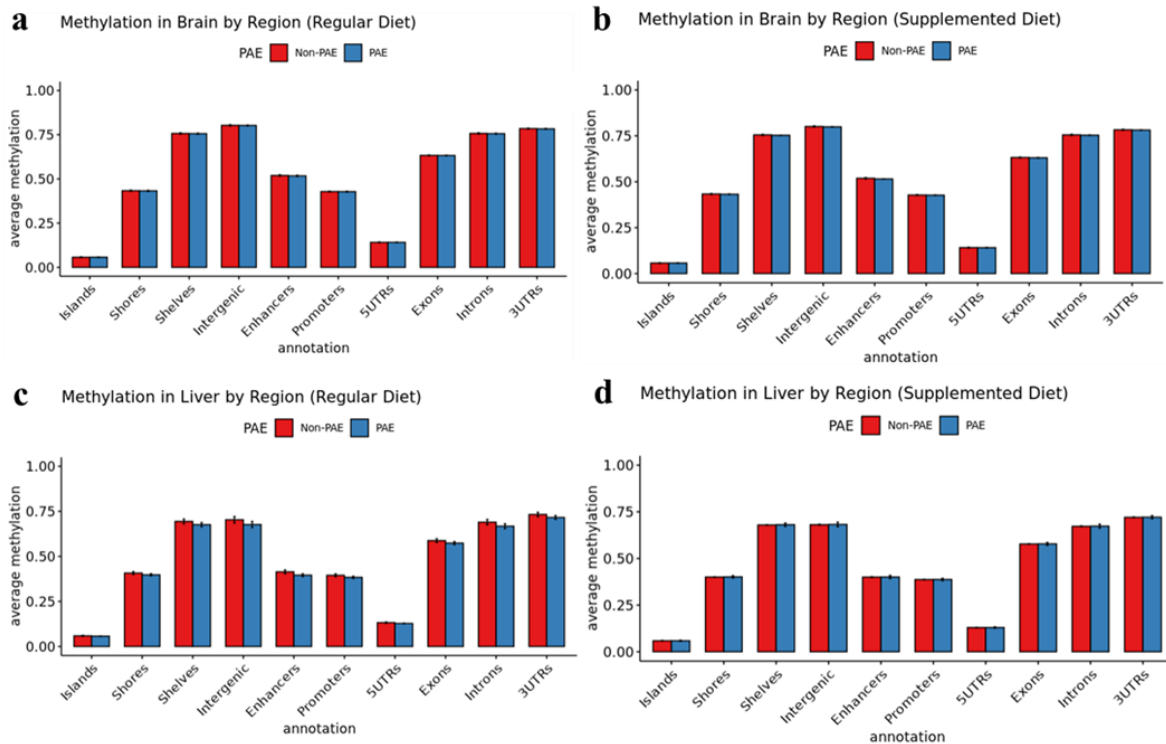 a
Methylation in Brain by Region (Regular Diet)
PAE Non-PAE PAE
average methylation
1.00
0.75
0.50
0.25
0.00
Islands
Shores
Shelves
Intergenic
Enhancers
Promoters
5UTRs
Exons
Introns
3UTRs
annotation
b
Methylation in Brain by Region (Supplemented Diet)
PAE Non-PAE PAE
average methylation
1.00
0.75
0.50
0.25
0.00
Islands
Shores
Shelves
Intergenic
Enhancers
Promoters
5UTRs
Exons
Introns
3UTRs
annotation
c
Methylation in Liver by Region (Regular Diet)
PAE Non-PAE PAE
average methylation
1.00
0.75
0.50
0.25
0.00
Islands
Shores
Shelves
Intergenic
Enhancers
Promoters
5UTRs
Exons
Introns
3UTRs
annotation
d
Methylation in Liver by Region (Supplemented Diet)
PAE Non-PAE PAE
average methylation
1.00
0.75
0.50
0.25
0.00
Islands
Shores
Shelves
Intergenic
Enhancers
Promoters
5UTRs
Exons
Introns
3UTRs
annotation